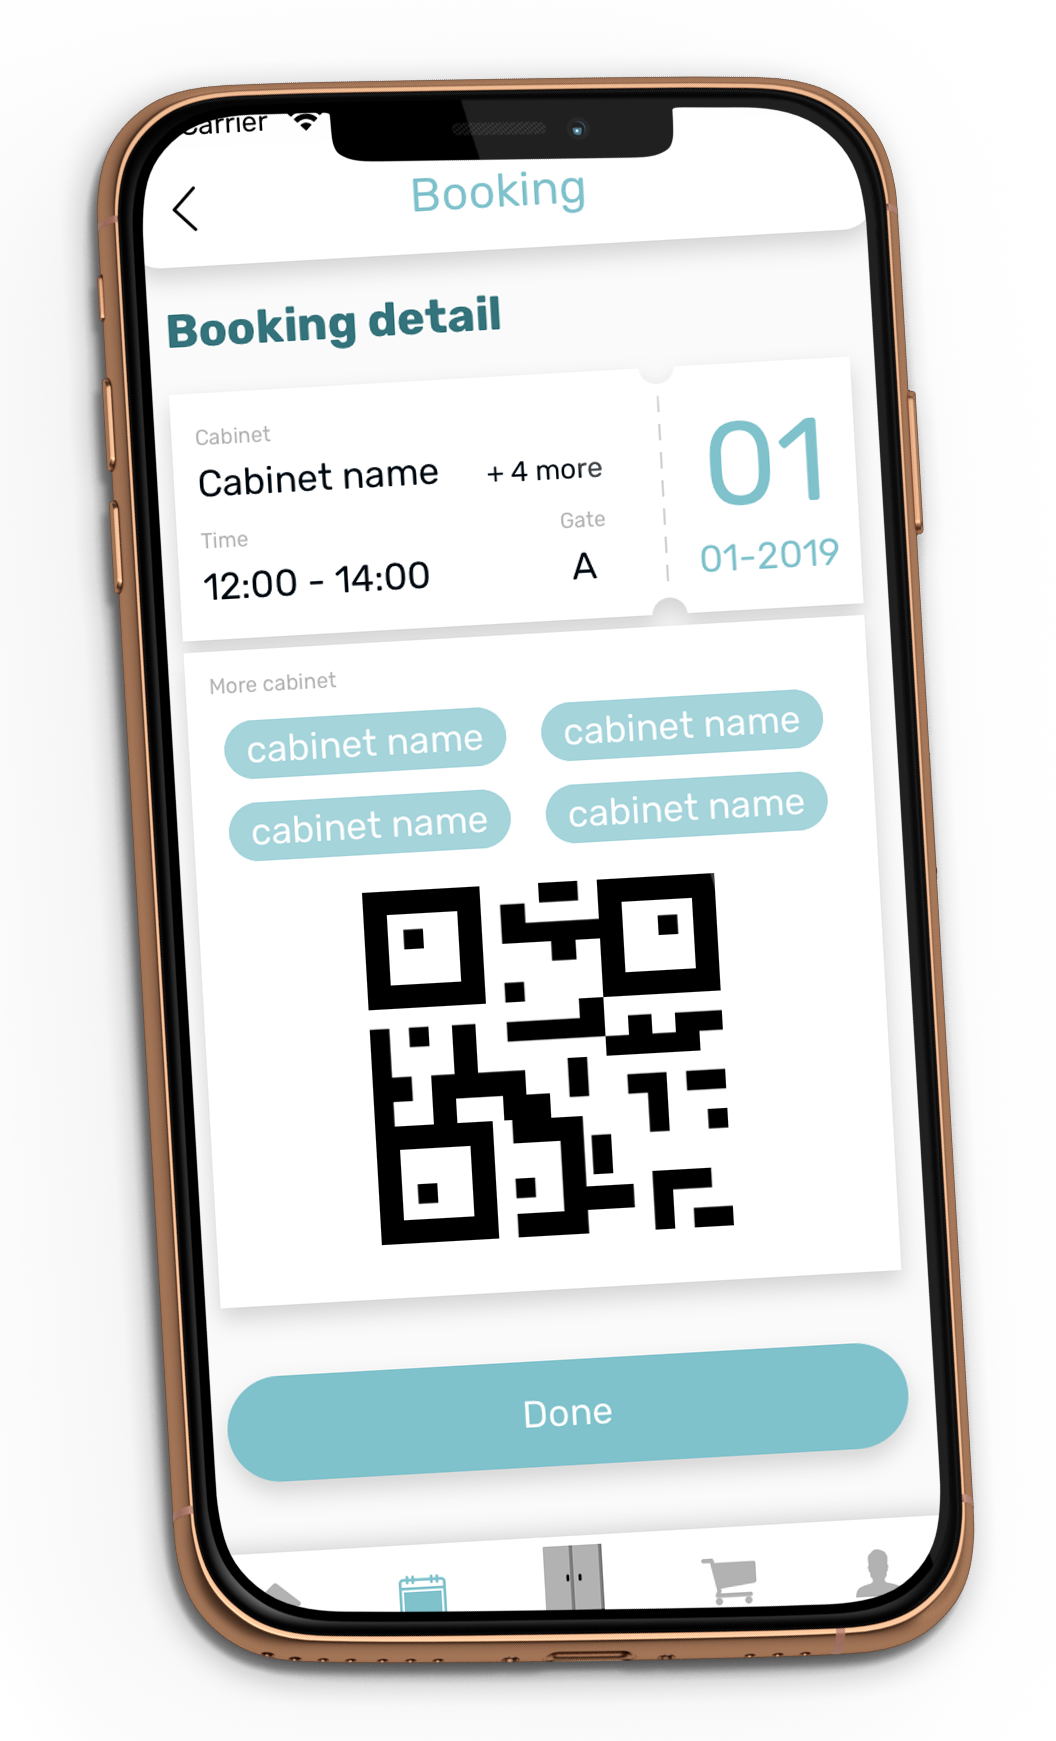 Carrier
Booking
Booking detail
Cabinet
Cabinet name + 4 more
Time Gate
12:00 - 14:00 A
01
01-2019
More cabinet
cabinet name cabinet name
cabinet name cabinet name
Done